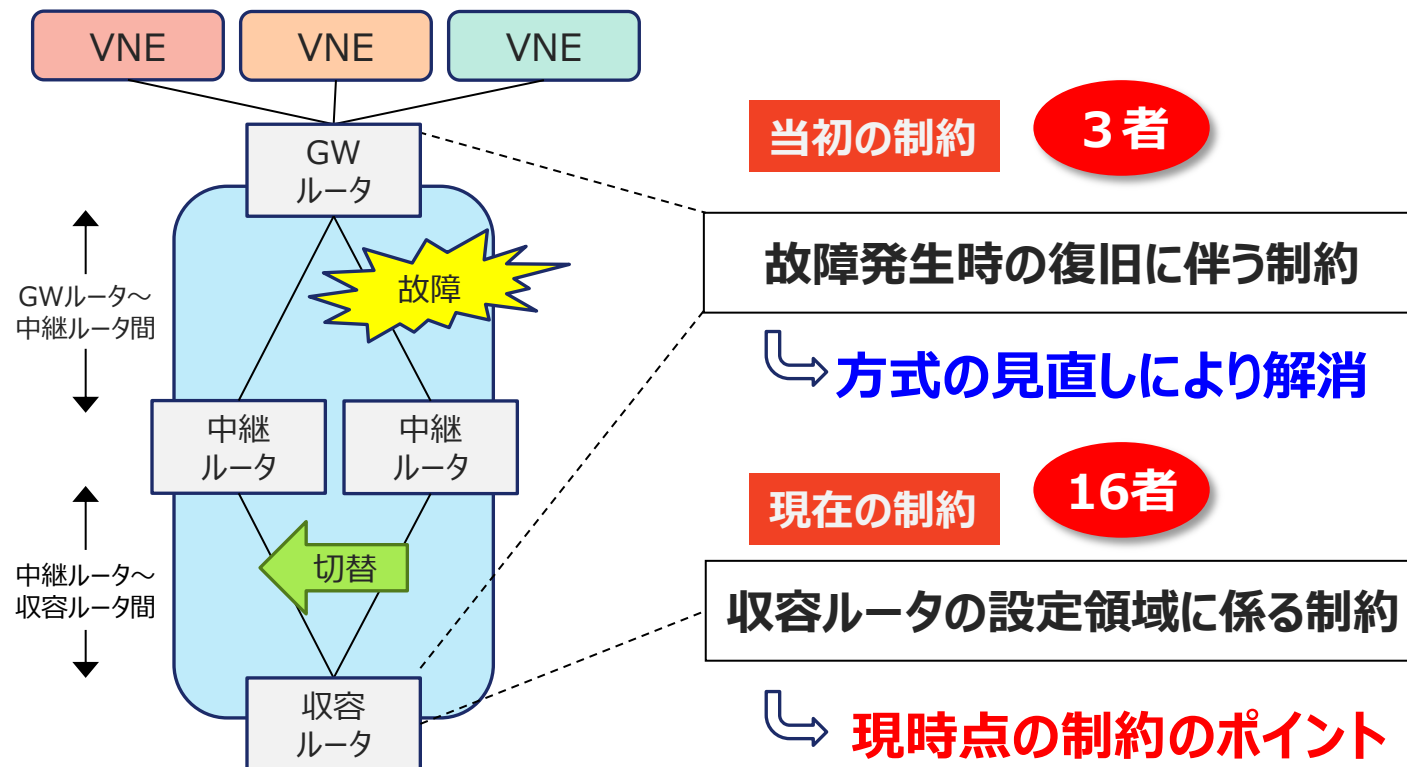 VNE
VNE
VNE
GW
ルータ
故障
GWルータ～
中継ルータ間
中継
ルータ
中継
ルータ
切替
中継ルータ～
収容ルータ間
収容
ルータ
当初の制約
３者
故障発生時の復旧に伴う制約
方式の見直しにより解消
現在の制約
16者
収容ルータの設定領域に係る制約
現時点の制約のポイント